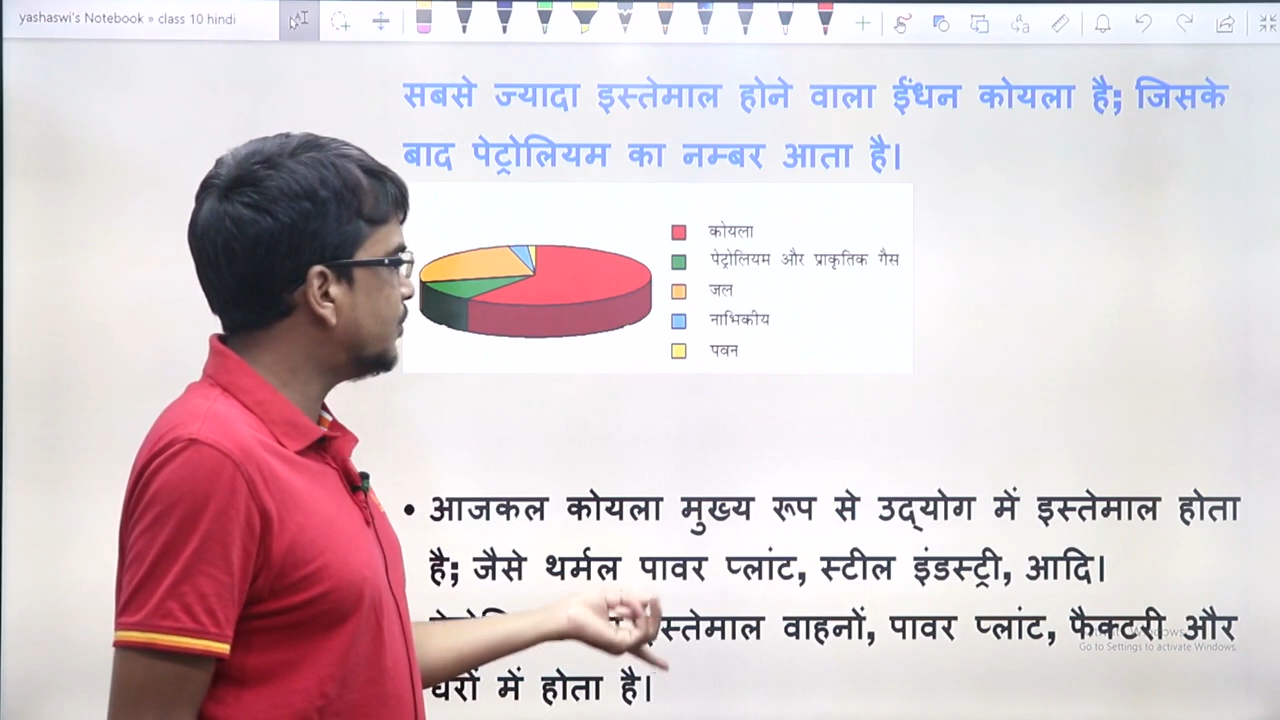 yashaswi's Notebook » class 10 hindi
सबसे ज्यादा इस्तेमाल होने वाला ईंधन कोयला है; जिसके
बाद पेट्रोलियम का नम्बर आता है।
कोयला
पेट्रोलियम और प्राकृतिक गैस
जल
नाभिकीय
पवन
• आजकल कोयला मुख्य रूप से उद्योग में इस्तेमाल होता
है; जैसे थर्मल पावर प्लांट, स्टील इंडस्ट्री, आदि।
वाहनों, पावर प्लांट, फैक्टरी और
घरों में होता है।
Go to Settings to activate Windows.